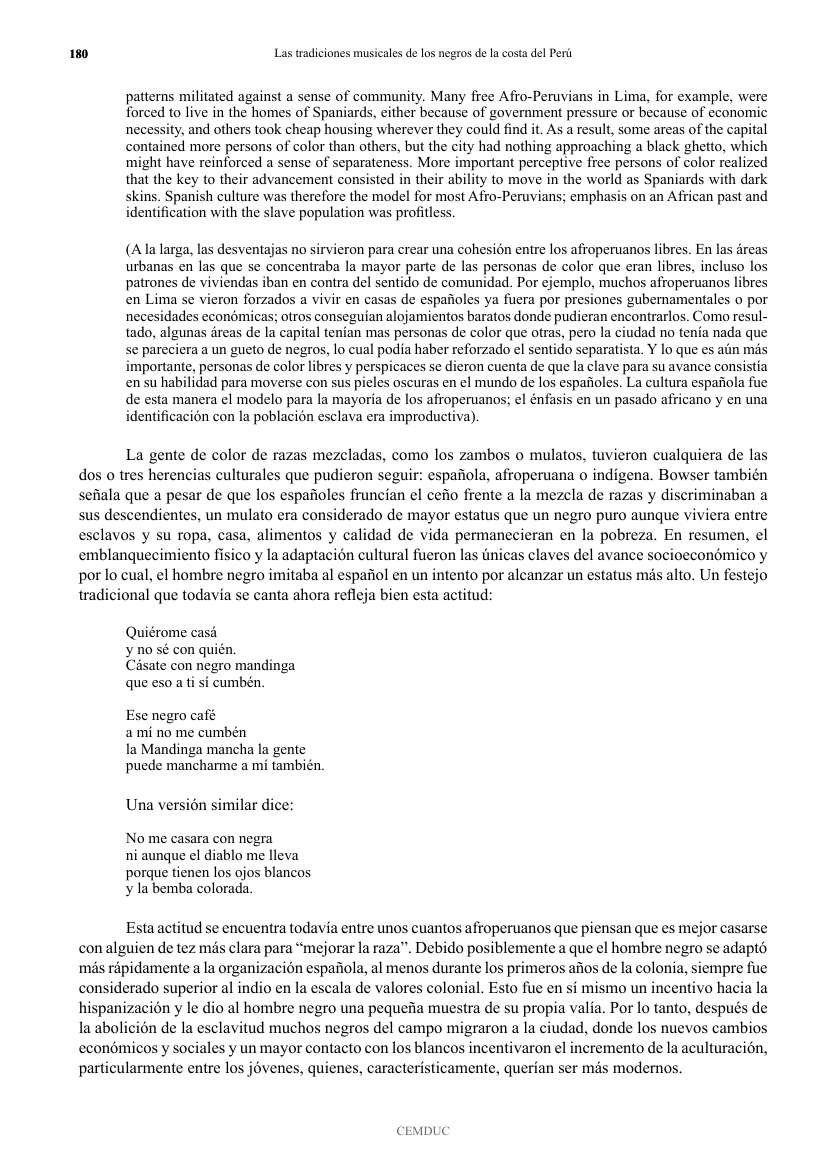 180
Las tradiciones musicales de los negros de la costa del Perú
patterns militated against a sense of community. Many free Afro-Peruvians in Lima, for example, were
forced to live in the homes of Spaniards, either because of government pressure or because of economic
necessity, and others took cheap housing wherever they could find it. As a result, some areas of the capital
contained more persons of color than others, but the city had nothing approaching a black ghetto, which
might have reinforced a sense of separateness. More important perceptive free persons of color realized
that the key to their advancement consisted in their ability to move in the world as Spaniards with dark
skins. Spanish culture was therefore the model for most Afro-Peruvians; emphasis on an African past and
identification with the slave population was profitless.
(A la larga, las desventajas no sirvieron para crear una cohesión entre los afroperuanos libres. En las áreas
urbanas en las que se concentraba la mayor parte de las personas de color que eran libres, incluso los
patrones de viviendas iban en contra del sentido de comunidad. Por ejemplo, muchos afroperuanos libres
en Lima se vieron forzados a vivir en casas de españoles ya fuera por presiones gubernamentales o por
necesidades económicas; otros conseguían alojamientos baratos donde pudieran encontrarlos. Como resul-
tado, algunas áreas de la capital tenían mas personas de color que otras, pero la ciudad no tenía nada que
se pareciera a un gueto de negros, lo cual podía haber reforzado el sentido separatista. Y lo que es aún más
importante, personas de color libres y perspicaces se dieron cuenta de que la clave para su avance consistía
en su habilidad para moverse con sus pieles oscuras en el mundo de los españoles. La cultura española fue
de esta manera el modelo para la mayoría de los afroperuanos; el énfasis en un pasado africano y en una
identificación con la población esclava era improductiva).
La gente de color de razas mezcladas, como los zambos o mulatos, tuvieron cualquiera de las
dos o tres herencias culturales que pudieron seguir: española, afroperuana o indígena. Bowser también
señala que a pesar de que los españoles fruncían el ceño frente a la mezcla de razas y discriminaban a
sus descendientes, un mulato era considerado de mayor estatus que un negro puro aunque viviera entre
esclavos y su ropa, casa, alimentos y calidad de vida permanecieran en la pobreza. En resumen, el
emblanquecimiento físico y la adaptación cultural fueron las únicas claves del avance socioeconómico y
por lo cual, el hombre negro imitaba al español en un intento por alcanzar un estatus más alto. Un festejo
tradicional que todavía se canta ahora refleja bien esta actitud:
Quiérome casá
y no sé con quién.
Cásate con negro mandinga
que eso a ti sí cumbén.
Ese negro café
a mí no me cumbén
la Mandinga mancha la gente
puede mancharme a mí también.
Una versión similar dice:
No me casara con negra
ni aunque el diablo me lleva
porque tienen los ojos blancos
y la bemba colorada.
Esta actitud se encuentra todavía entre unos cuantos afroperuanos que piensan que es mejor casarse
con alguien de tez más clara para “mejorar la raza”. Debido posiblemente a que el hombre negro se adaptó
más rápidamente a la organización española, al menos durante los primeros años de la colonia, siempre fue
considerado superior al indio en la escala de valores colonial. Esto fue en sí mismo un incentivo hacia la
hispanización y le dio al hombre negro una pequeña muestra de su propia valía. Por lo tanto, después de
la abolición de la esclavitud muchos negros del campo migraron a la ciudad, donde los nuevos cambios
económicos y sociales y un mayor contacto con los blancos incentivaron el incremento de la aculturación,
particularmente entre los jóvenes, quienes, característicamente, querían ser más modernos.
CEMDUC